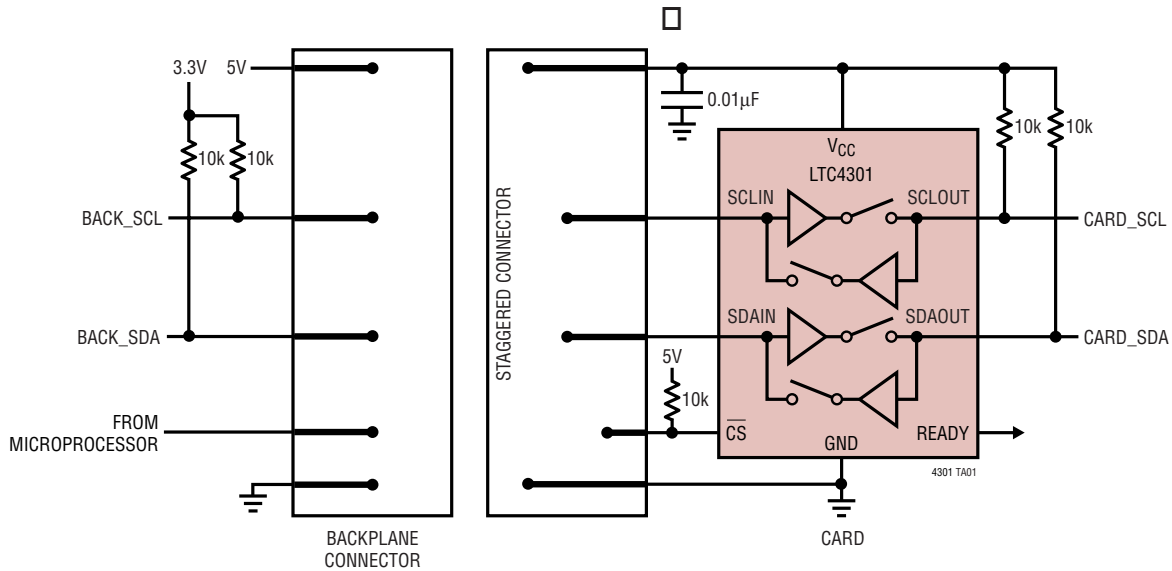 3.3V
5V
10k
10k
BACK_SCL
BACK_SDA
FROM
MICROPROCESSOR
BACKPLANE
CONNECTOR
STAGGERED CONNECTOR
0.01µF
5V
10k
VCC
LTC4301
SCLIN
SCLOUT
SDAIN
SDAOUT
CS
GND
READY
10k
10k
CARD_SCL
CARD_SDA
4301 TA01
CARD